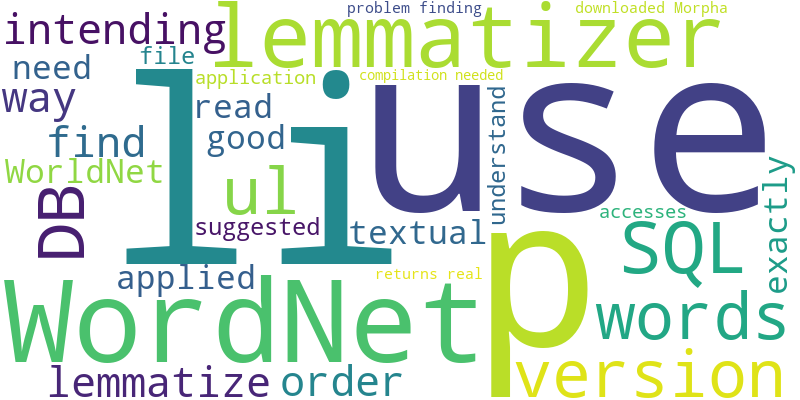 problem finding
downloaded Morpha
intending
lemmatizer
file
need
application
compilation needed
li
use
way
read
understand
find
good
WorldNet
exactly
DB
ul
accesses
suggested
textual
p
SQL
applied
returns real
WordNet
words
version
lemmatize
order